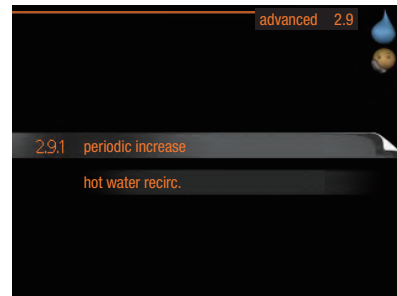 advanced 2.9
2.9.1 periodic increase
hot water recirc.